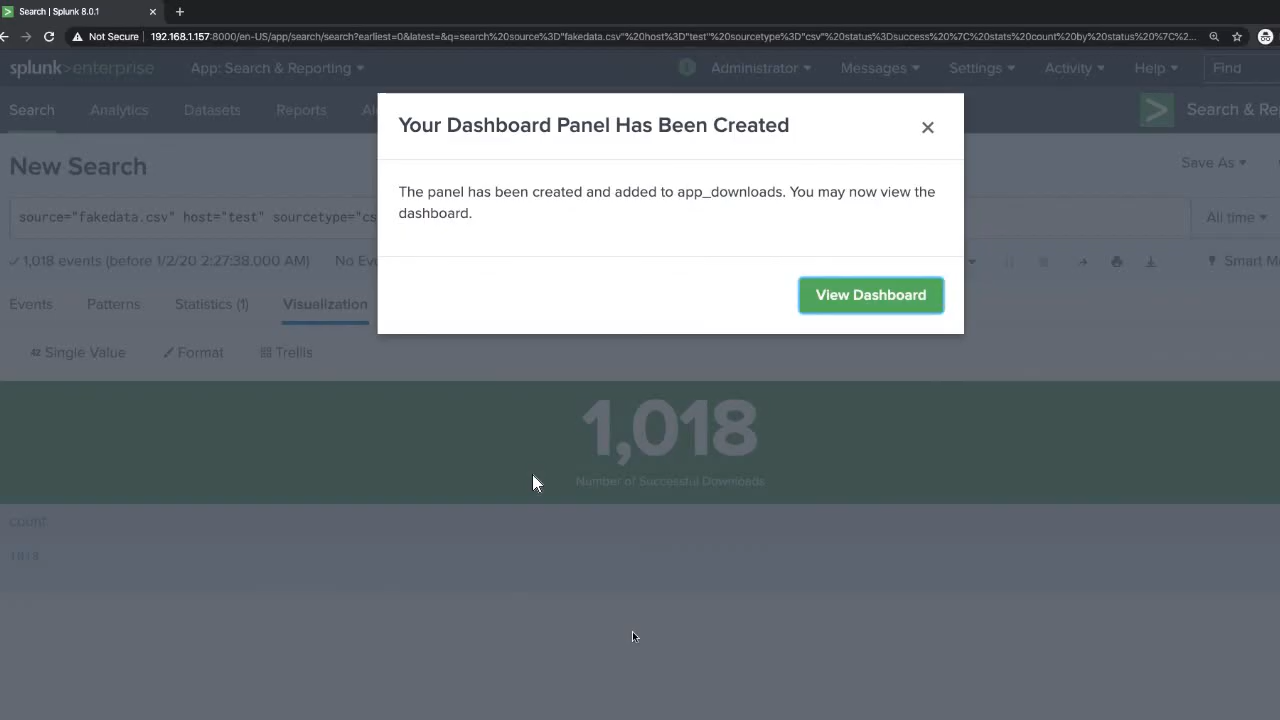 Search | Splunk 8.0.1
Not Secure 192.168.1.157:8000/en-US/app/search/search?earliest=0&latest=&q=search%20source%3D"fakedata.csv"%20host%3D"test"%20sourcetype%3D"csv"%20status%3Dsuccess%20%7C%20stats%20count%20by%20status%20%7C%2...
splunk>enterprise App: Search & Reporting Administrator Messages Settings Activity Help Find
Search Analytics Datasets Reports Al Search & Re
Your Dashboard Panel Has Been Created
New Search Save As
The panel has been created and added to app_downloads. You may now view the
dashboard.
source="fakedata.csv" host="test" sourcetype="cs All time
1,018 events (before 1/2/20 2:27:38.000 AM) No Eve Smart M
Events Patterns Statistics (1) Visualization
View Dashboard
42 Single Value Format Trellis
1,018
Number of Successful Downloads
count
1018